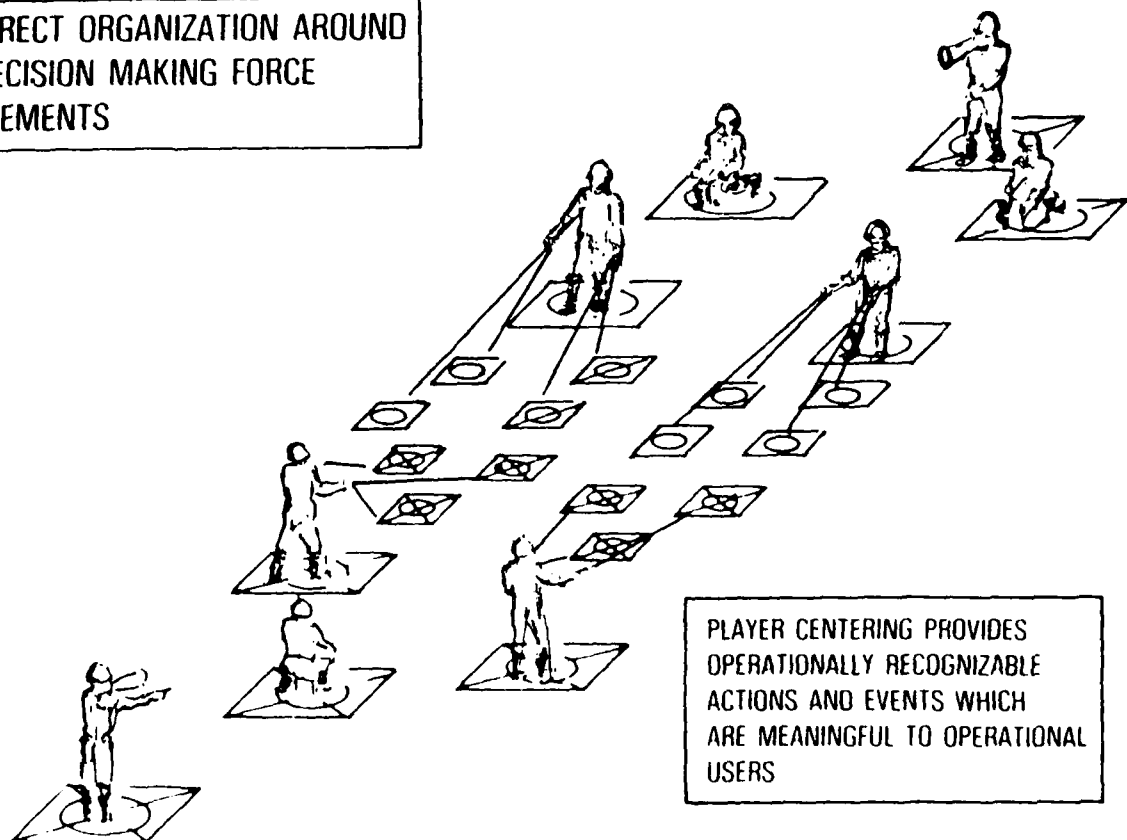 RECT ORGANIZATION AROUND
ECISION MAKING FORCE
EMENTS
PLAYER CENTERING PROVIDES
OPERATIONALLY RECOGNIZABLE
ACTIONS AND EVENTS WHICH
ARE MEANINGFUL TO OPERATIONAL
USERS